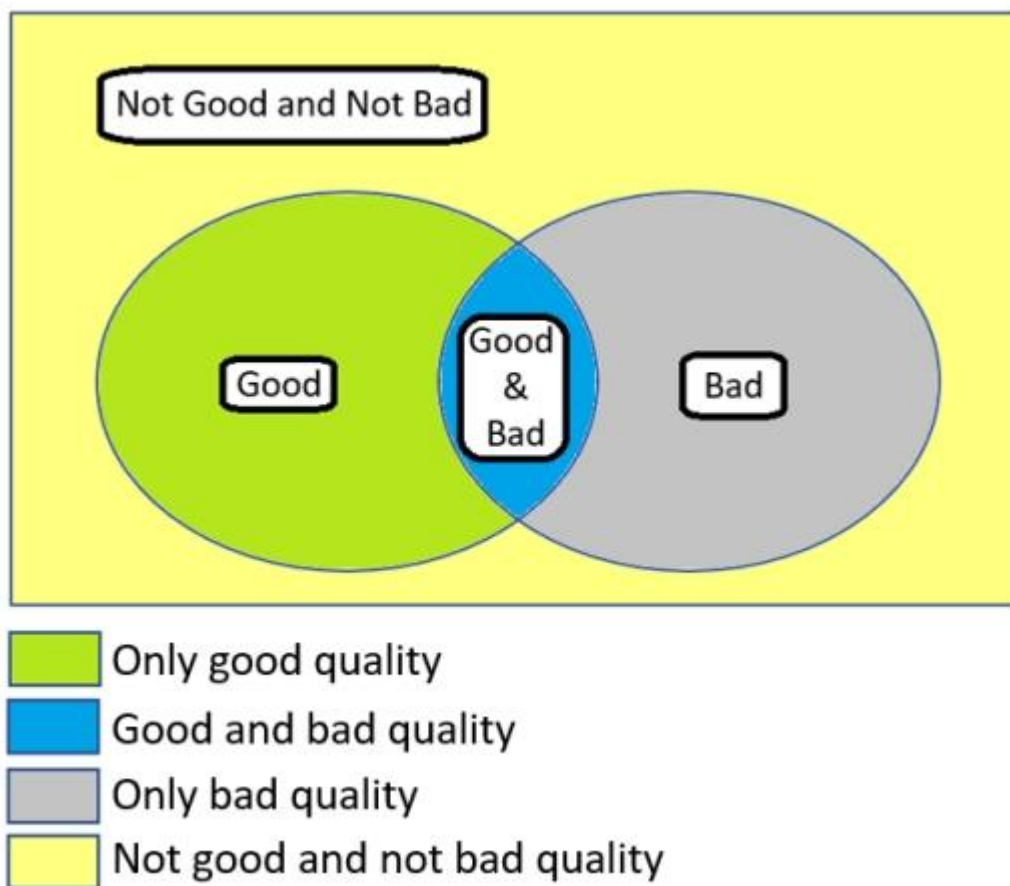 Not Good and Not Bad
Good
Good
&
Bad
Bad
Only good quality
Good and bad quality
Only bad quality
Not good and not bad quality